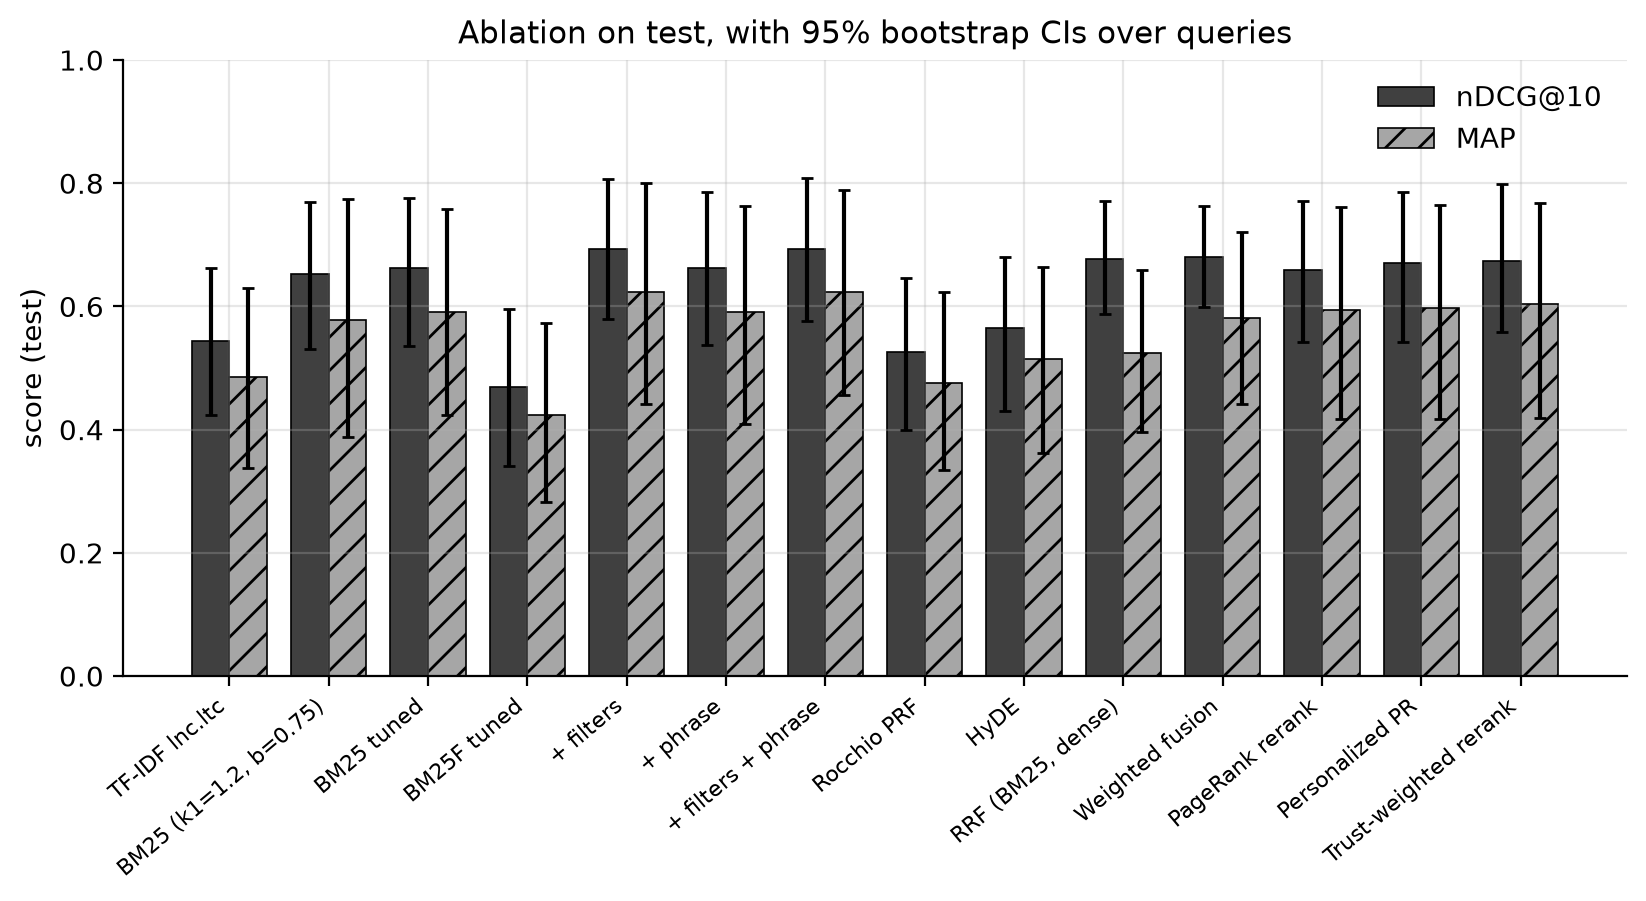 Ablation on test, with 95% bootstrap CIs over queries
nDCG@10
MAP
score (test)
1.0
0.8
0.6
0.4
0.2
0.0
TF-IDF lnc.ltc
BM25 (k1=1.2, b=0.75)
BM25 tuned
BM25F tuned
+ filters
+ phrase
+ filters + phrase
Rocchio PRF
HyDE
RRF (BM25, dense)
Weighted fusion
PageRank rerank
Personalized PR
Trust-weighted rerank